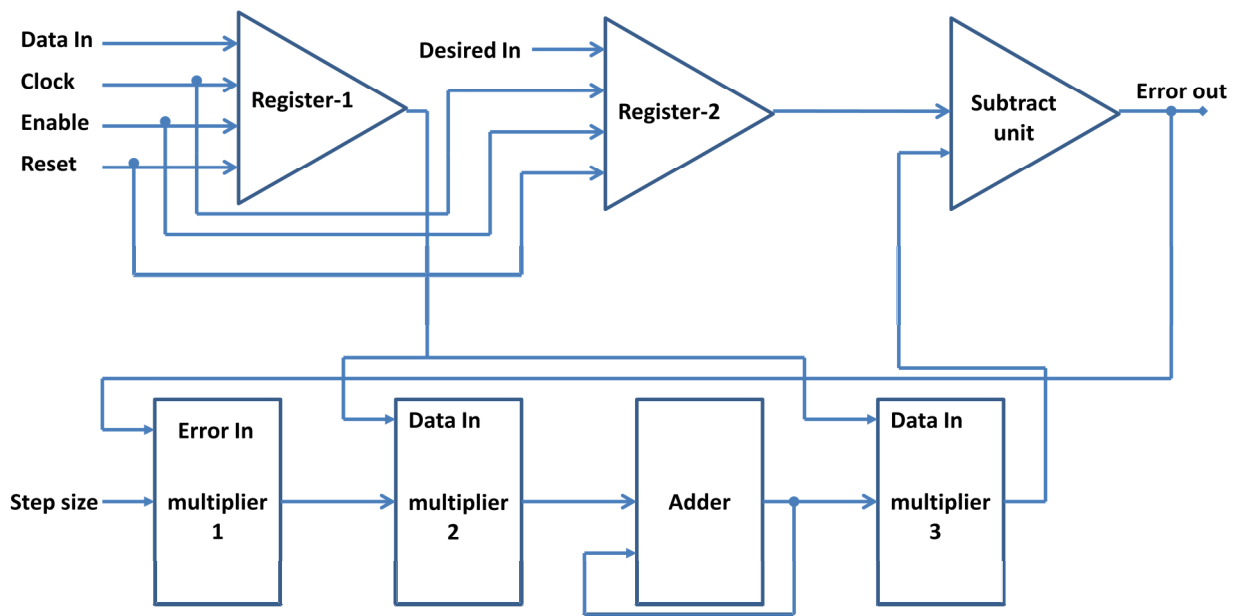 Data In
Clock
Enable
Reset
Register-1
Desired In
Register-2
Subtract
unit
Error out
Error In
Step size
multiplier
1
Data In
multiplier
2
Adder
Data In
multiplier
3